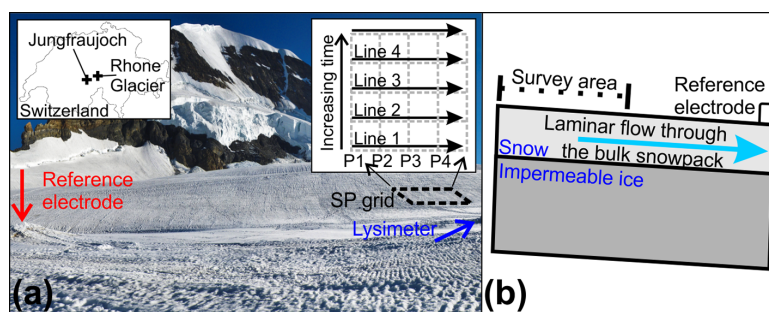 Jungfraujoch
Rhone
Glacier
Switzerland
Increasing time
Line 4
Line 3
Line 2
Line 1
P1 P2 P3 P4
Reference
electrode
SP grid
Lysimeter
(a)
Survey area
Reference
electrode
Laminar flow through
Snow the bulk snowpack
Impermeable ice
(b)